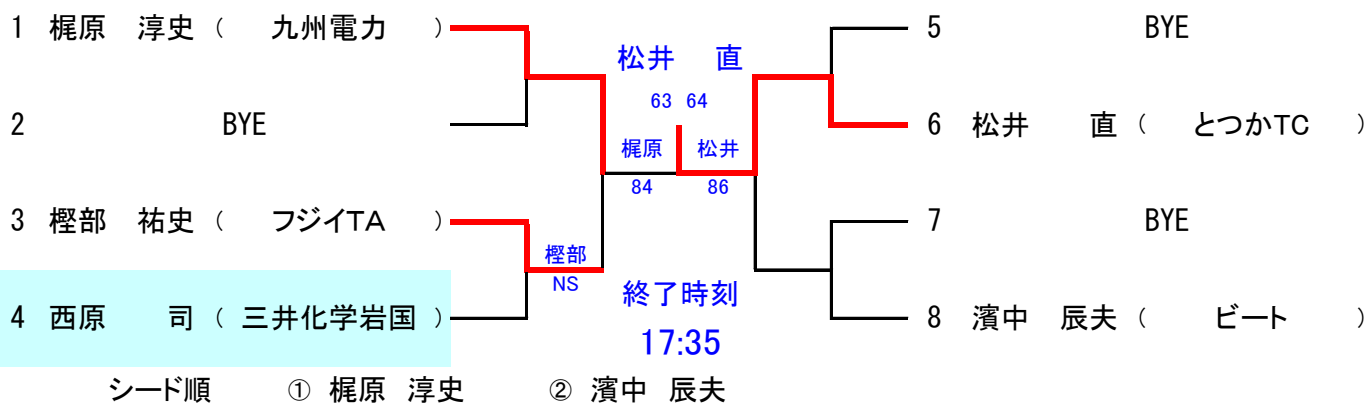 1 梶原 淳史 ( 九州電力 )
2 BYE
3 樫部 祐史 ( フジイTA )
4 西原 司 ( 三井化学岩国 )
樫部
NS
松井 直
63 64
梶原 松井
84 86
終了時刻
17:35
5 BYE
6 松井 直 ( とつかTC )
7 BYE
8 濱中 辰夫 ( ビート )
シード順 ① 梶原 淳史 ② 濱中 辰夫